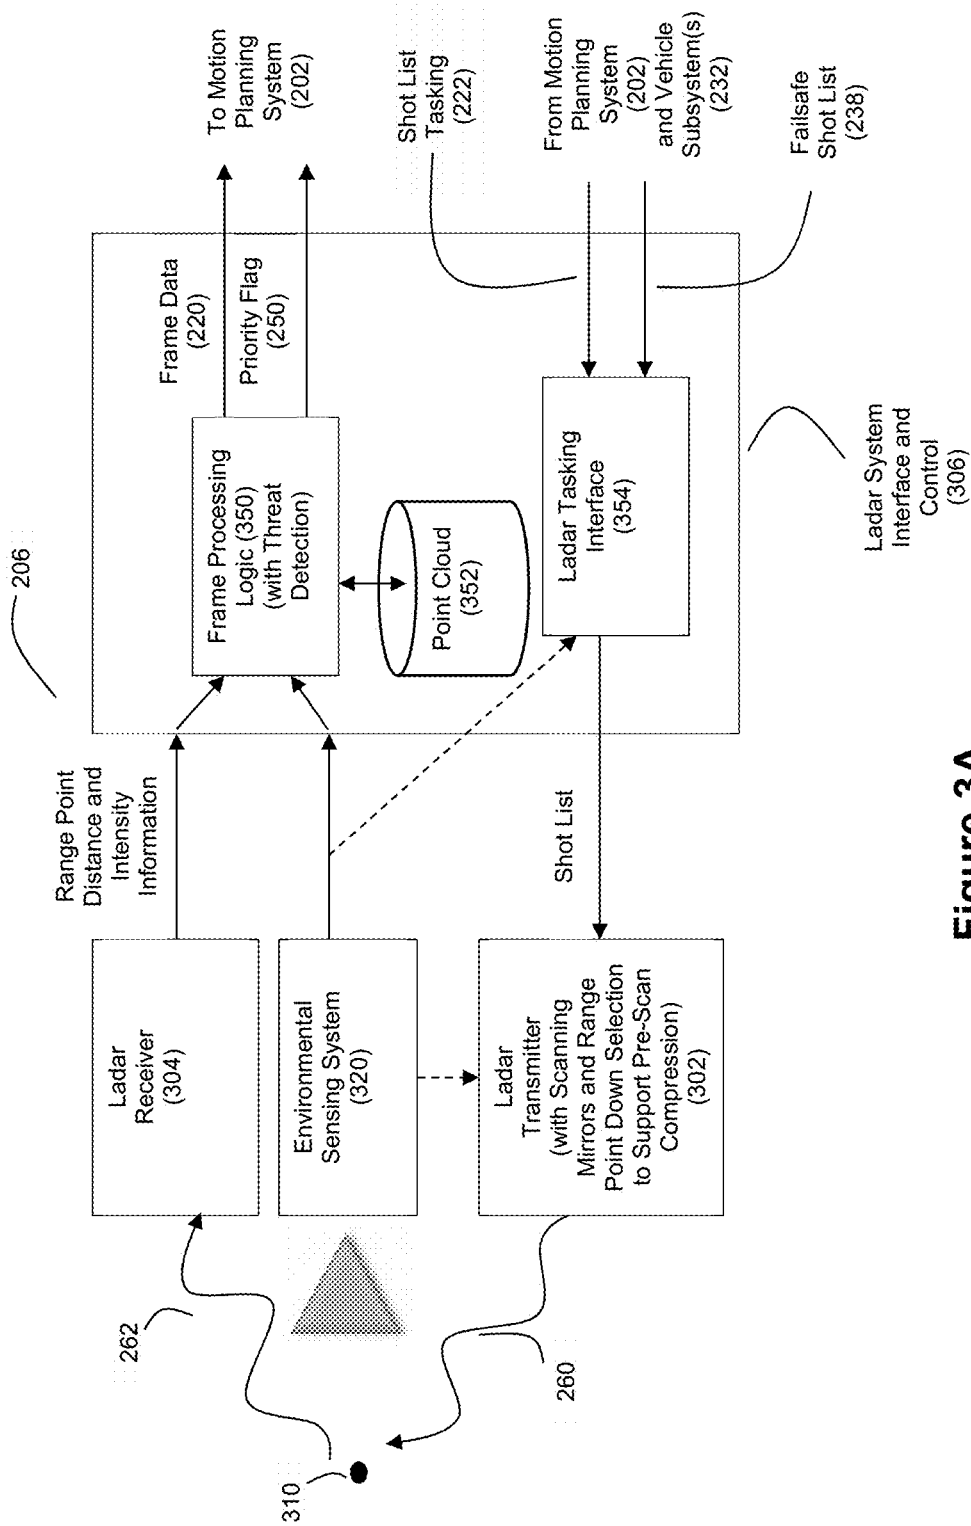 206
Range Point
Distance and
Intensity
Information
Ladar
Receiver
(304)
Environmental
Sensing System
(320)
Ladar
Transmitter
(with Scanning
Mirrors and Range
Point Down Selection
to Support Pre-Scan
Compression)
(302)
262
310
260
Shot List
Frame Processing
Logic (350)
(with Threat
Detection)
Point Cloud
(352)
Ladar Tasking
Interface
(354)
Frame Data
(220)
Priority Flag
(250)
To Motion
Planning
System
(202)
Shot List
Tasking
(222)
From Motion
Planning
System
(202)
and Vehicle
Subsystem(s)
(232)
Failsafe
Shot List
(238)
Ladar System
Interface and
Control
(306)
Figure 3A